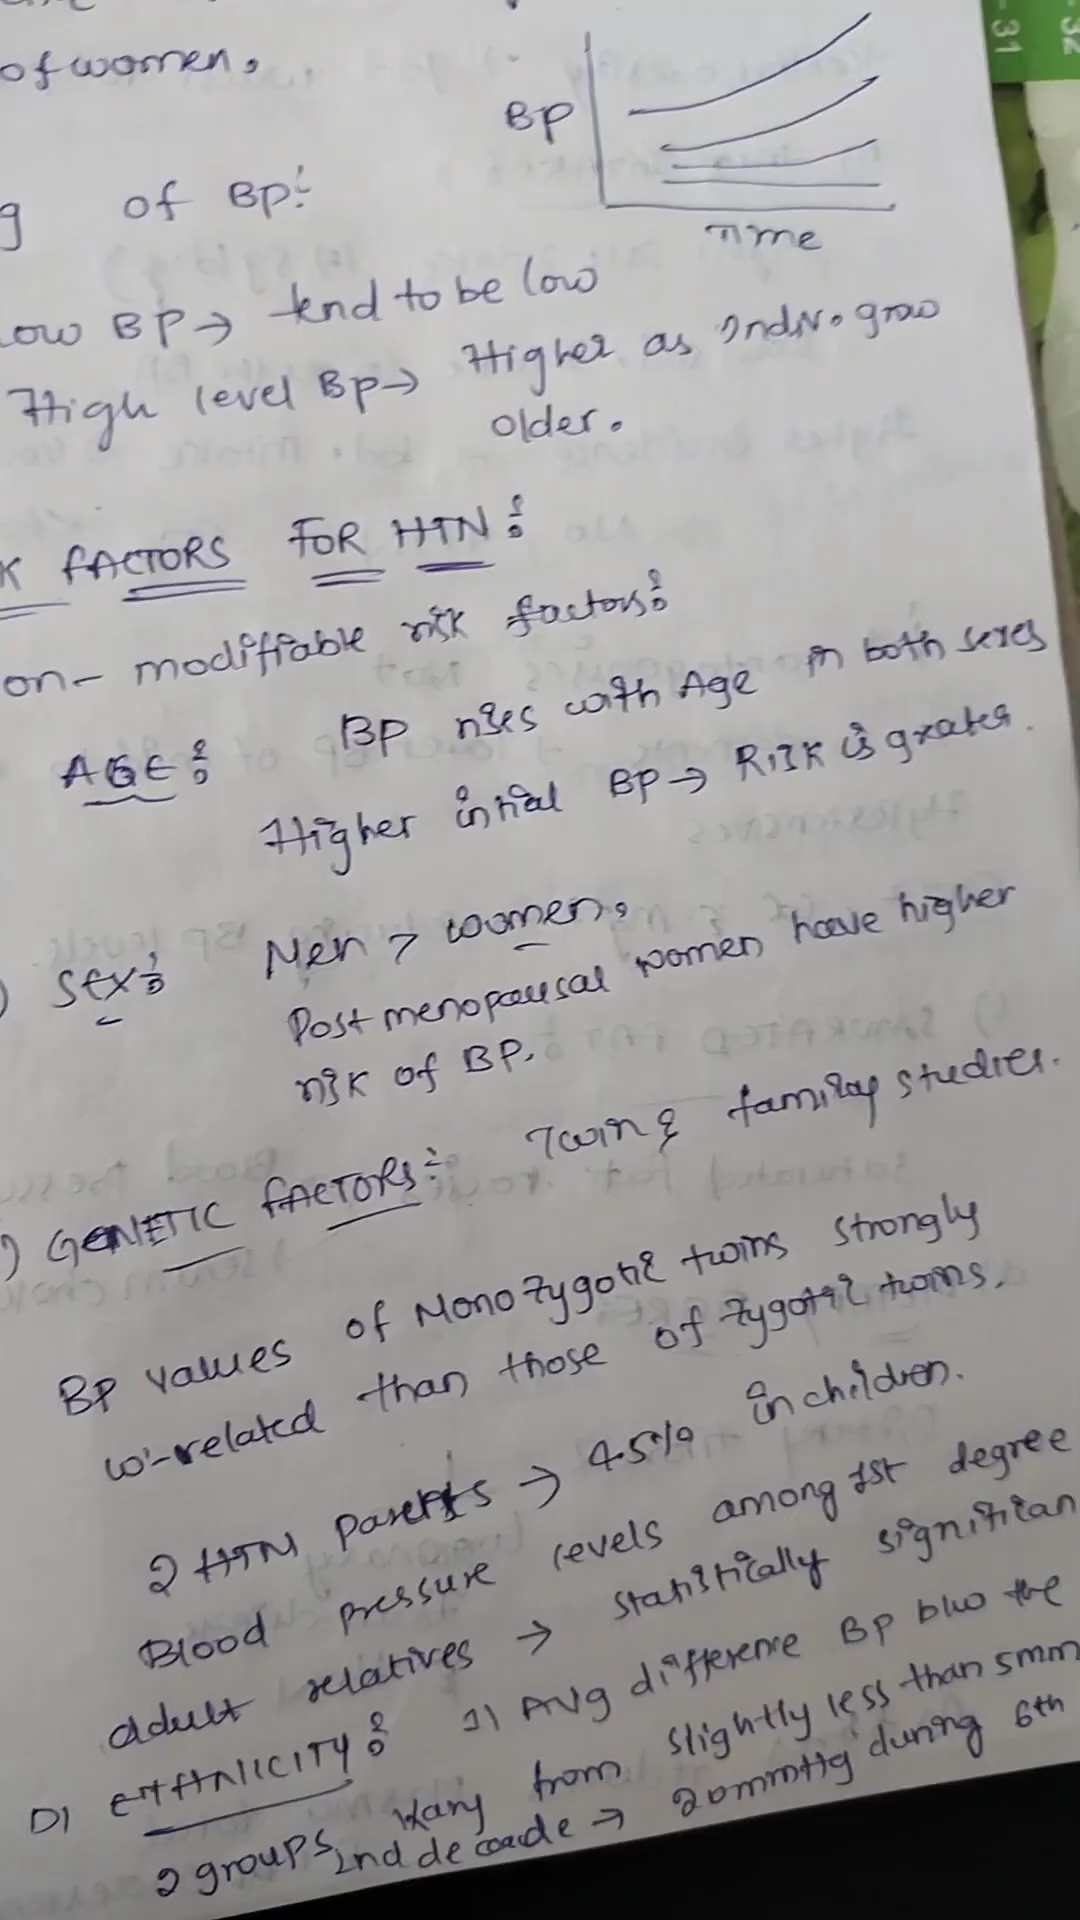 of women.
BP
Time
g of BP:
Low BP → tend to be low
High level BP → Higher as Indiv. grow
older.
K FACTORS FOR HTN:
on- modifiable risk factors:
AGE: BP rises with Age in both sexes
Higher initial BP → Risk is greater.
) Sex: Men > women.
Post menopausal women have higher
risk of BP.
) GENETIC FACTORS: Twin & family studies.
BP values of Monozygotic twins strongly
co-related than those of zygotic twins.
2 HTN parents → 45% in children.
Blood pressure levels among 1st degree
adult relatives → statistically significan
D) ETHNICITY: 1) Avg difference BP b/w the
2 groups vary from slightly less than 5mm
2nd decade → 20mmHg during 6th
31
32